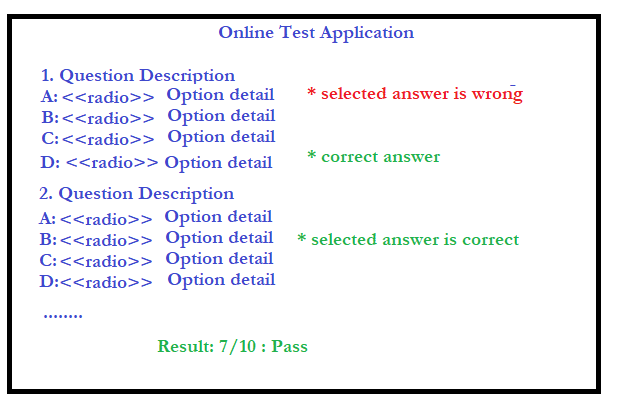 Online Test Application
1. Question Description
A: <<radio>> Option detail * selected answer is wrong
B: <<radio>> Option detail
C: <<radio>> Option detail
D: <<radio>> Option detail * correct answer
2. Question Description
A: <<radio>> Option detail
B: <<radio>> Option detail * selected answer is correct
C: <<radio>> Option detail
D:<<radio>> Option detail
........
Result: 7/10 : Pass